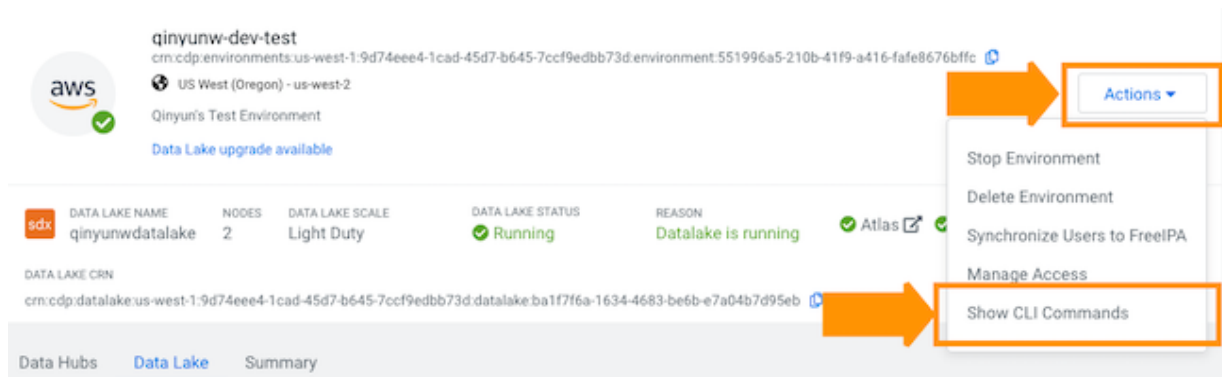 qinyunw-dev-test
crn:cdp:environments:us-west-1:9d74eee4-1cad-45d7-b645-7ccf9edbb73d:environment:551996a5-210b-41f9-a416-fafe8676bffc
aws
US West (Oregon) - us-west-2
Qinyun's Test Environment
Data Lake upgrade available
Actions
Stop Environment
Delete Environment
Synchronize Users to FreeIPA
Manage Access
Show CLI Commands
sdx
DATA LAKE NAME
qinyunwdatalake
NODES
2
DATA LAKE SCALE
Light Duty
DATA LAKE STATUS
Running
REASON
Datalake is running
Atlas
DATA LAKE CRN
crn:cdp:datalake:us-west-1:9d74eee4-1cad-45d7-b645-7ccf9edbb73d:datalake:ba1f7f6a-1634-4683-be6b-e7a04b7d95eb
Data Hubs Data Lake Summary